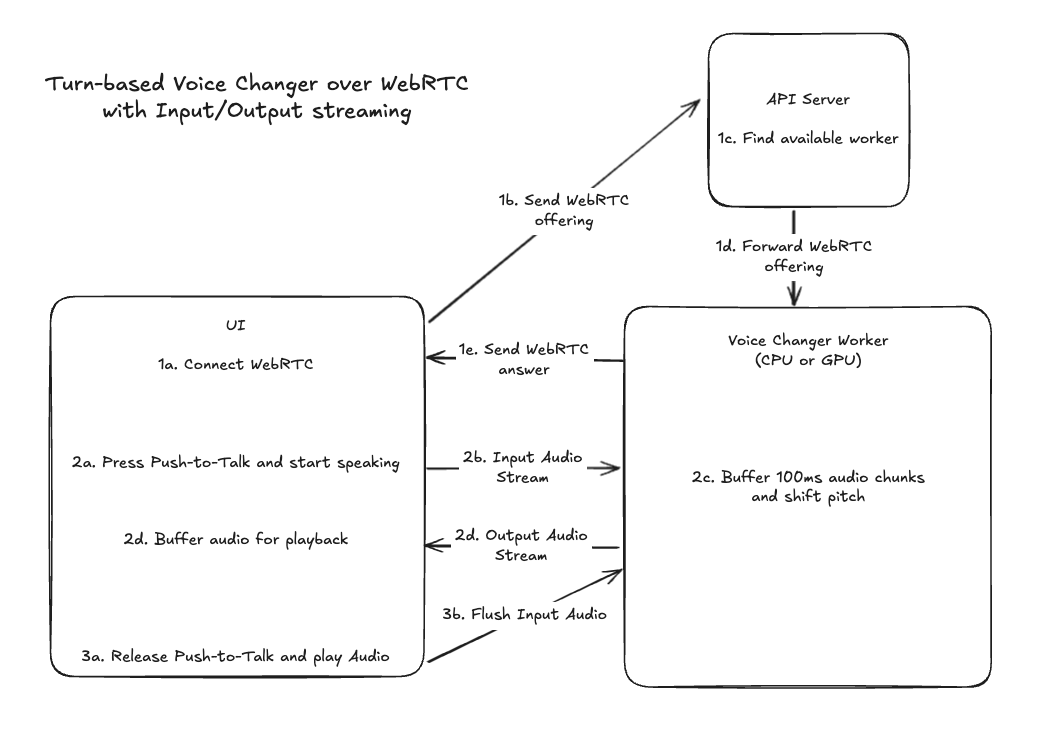 Turn-based Voice Changer over WebRTC
with Input/Output streaming
API Server
1c. Find available worker
1b. Send WebRTC
offering
1d. Forward WebRTC
offering
UI
1a. Connect WebRTC
1e. Send WebRTC
answer
Voice Changer Worker
(CPU or GPU)
2a. Press Push-to-Talk and start speaking
2b. Input Audio
Stream
2c. Buffer 100ms audio chunks
and shift pitch
2d. Buffer audio for playback
2d. Output Audio
Stream
3b. Flush Input Audio
3a. Release Push-to-Talk and play Audio